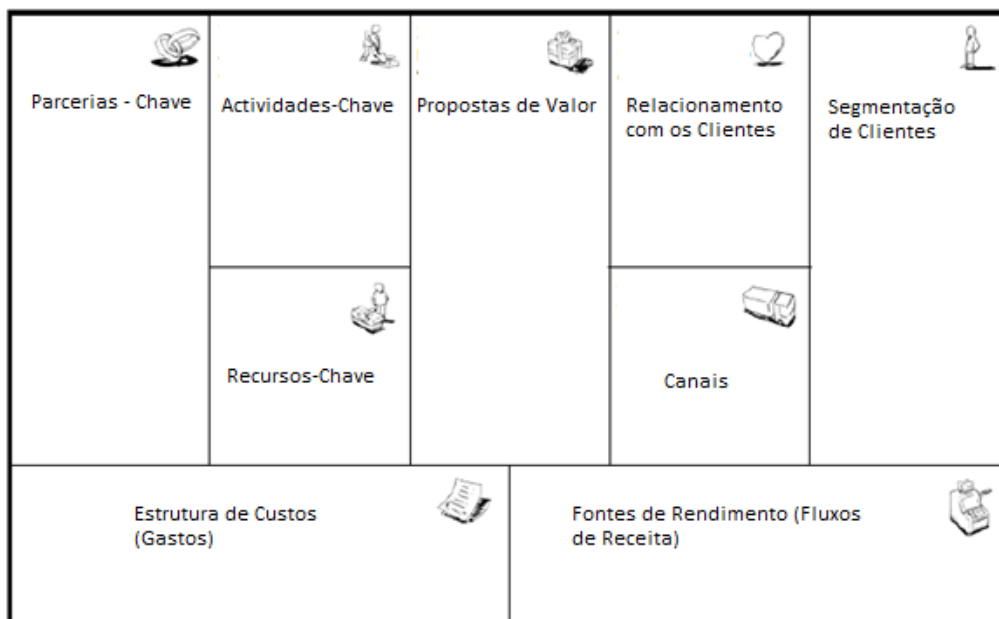 Parcerias - Chave
Actividades-Chave
Propostas de Valor
Relacionamento
com os Clientes
Segmentação
de Clientes
Recursos-Chave
Canais
Estrutura de Custos
(Gastos)
Fontes de Rendimento (Fluxos
de Receita)